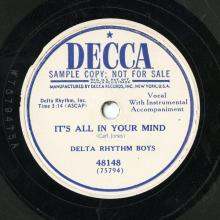 DECCA
SAMPLE COPY; NOT FOR SALE
MANUFACTURED BY DECCA RECORDS, INC., NEW YORK, U.S.A.
Delta Rhythm, Inc.
Time 2:14 (ASCAP)
Vocal
With Instrumental
Accompaniment
IT'S ALL IN YOUR MIND
(Carl Jones)
DELTA RHYTHM BOYS
48148
(75794)